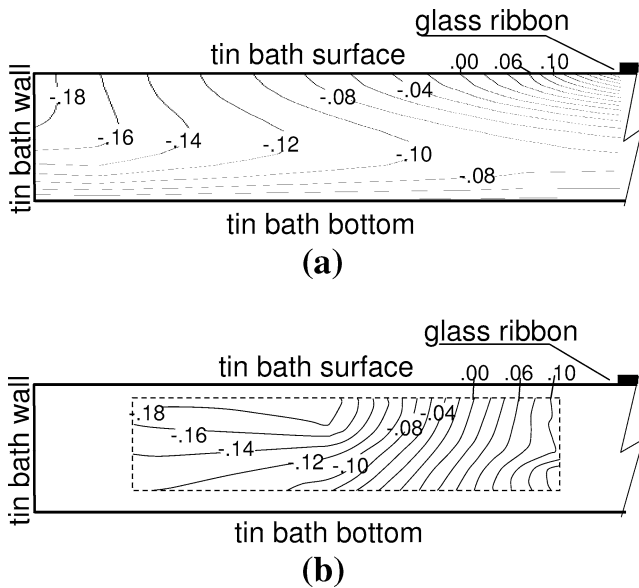 glass ribbon
tin bath surface
.00 .06 .10
tin bath wall
-.18
-.16
-.14
-.12
-.10
-.08
-.04
-.08
tin bath bottom
(a)
glass ribbon
tin bath surface
.00 .06 .10
tin bath wall
-.18
-.16
-.14
-.12
-.10
-.08
-.04
tin bath bottom
(b)